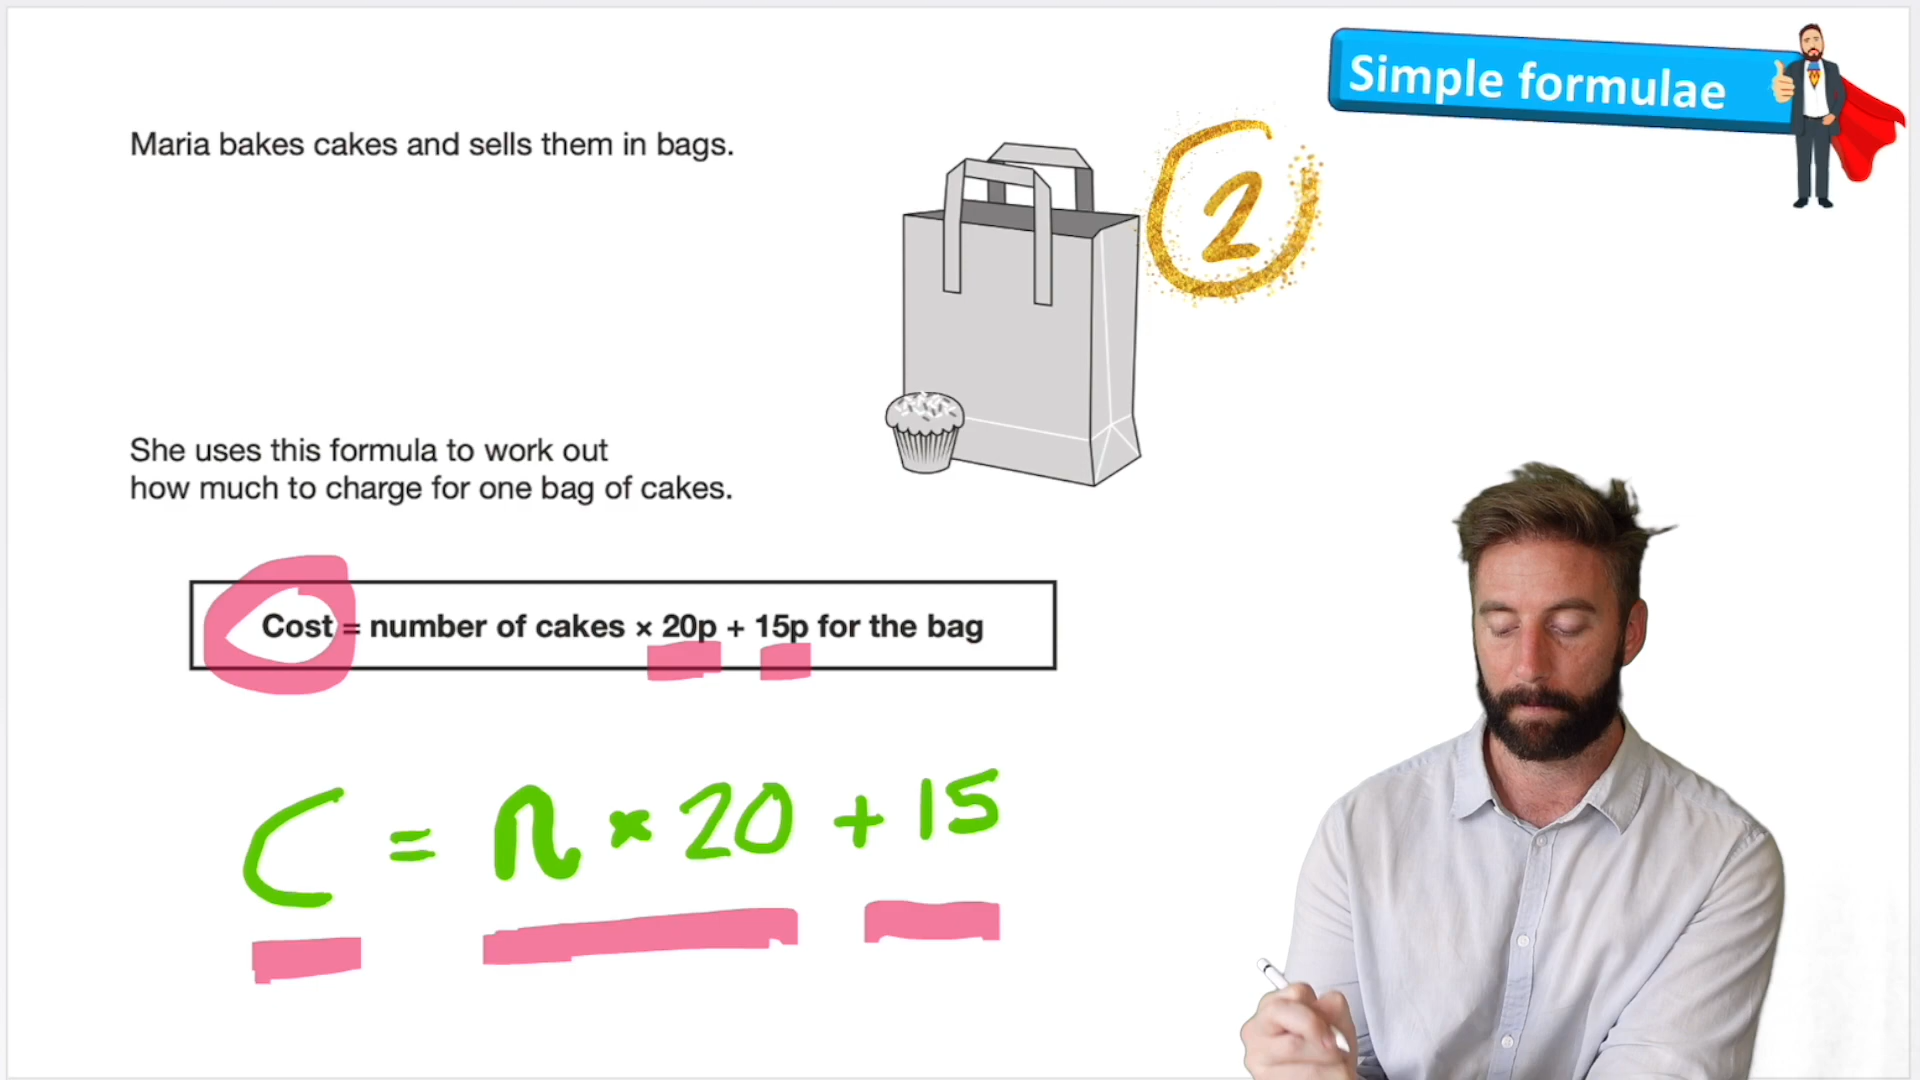 Simple formulae
Maria bakes cakes and sells them in bags.
2
She uses this formula to work out
how much to charge for one bag of cakes.
Cost = number of cakes × 20p + 15p for the bag
C = n × 20 + 15